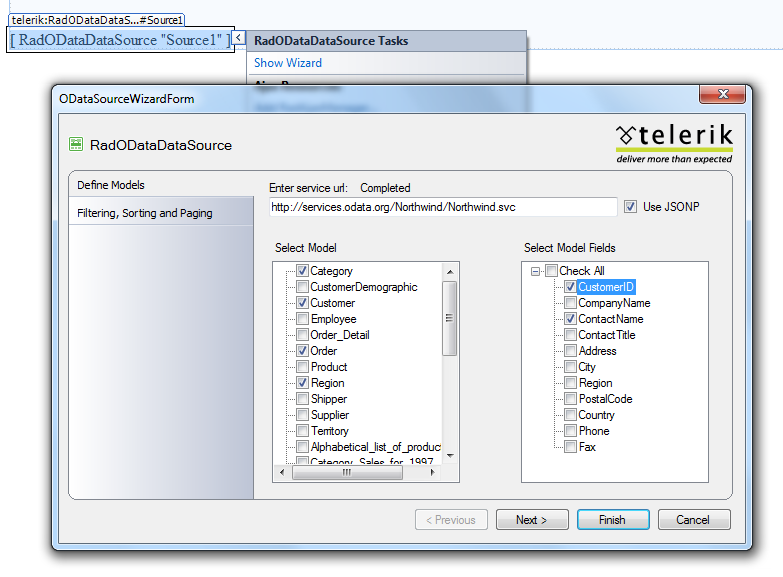 telerik:RadODataDataS...#Source1
[ RadODataDataSource "Source1" ]
RadODataDataSource Tasks
Show Wizard
ODataSourceWizardForm
RadODataDataSource
telerik
deliver more than expected
Define Models
Filtering, Sorting and Paging
Enter service url: Completed
http://services.odata.org/Northwind/Northwind.svc
Use JSONP
Select Model
Category
CustomerDemographic
Customer
Employee
Order_Detail
Order
Product
Region
Shipper
Supplier
Territory
Alphabetical_list_of_product
Category_Sales_for_1997
Select Model Fields
Check All
CustomerID
CompanyName
ContactName
ContactTitle
Address
City
Region
PostalCode
Country
Phone
Fax
< Previous
Next >
Finish
Cancel